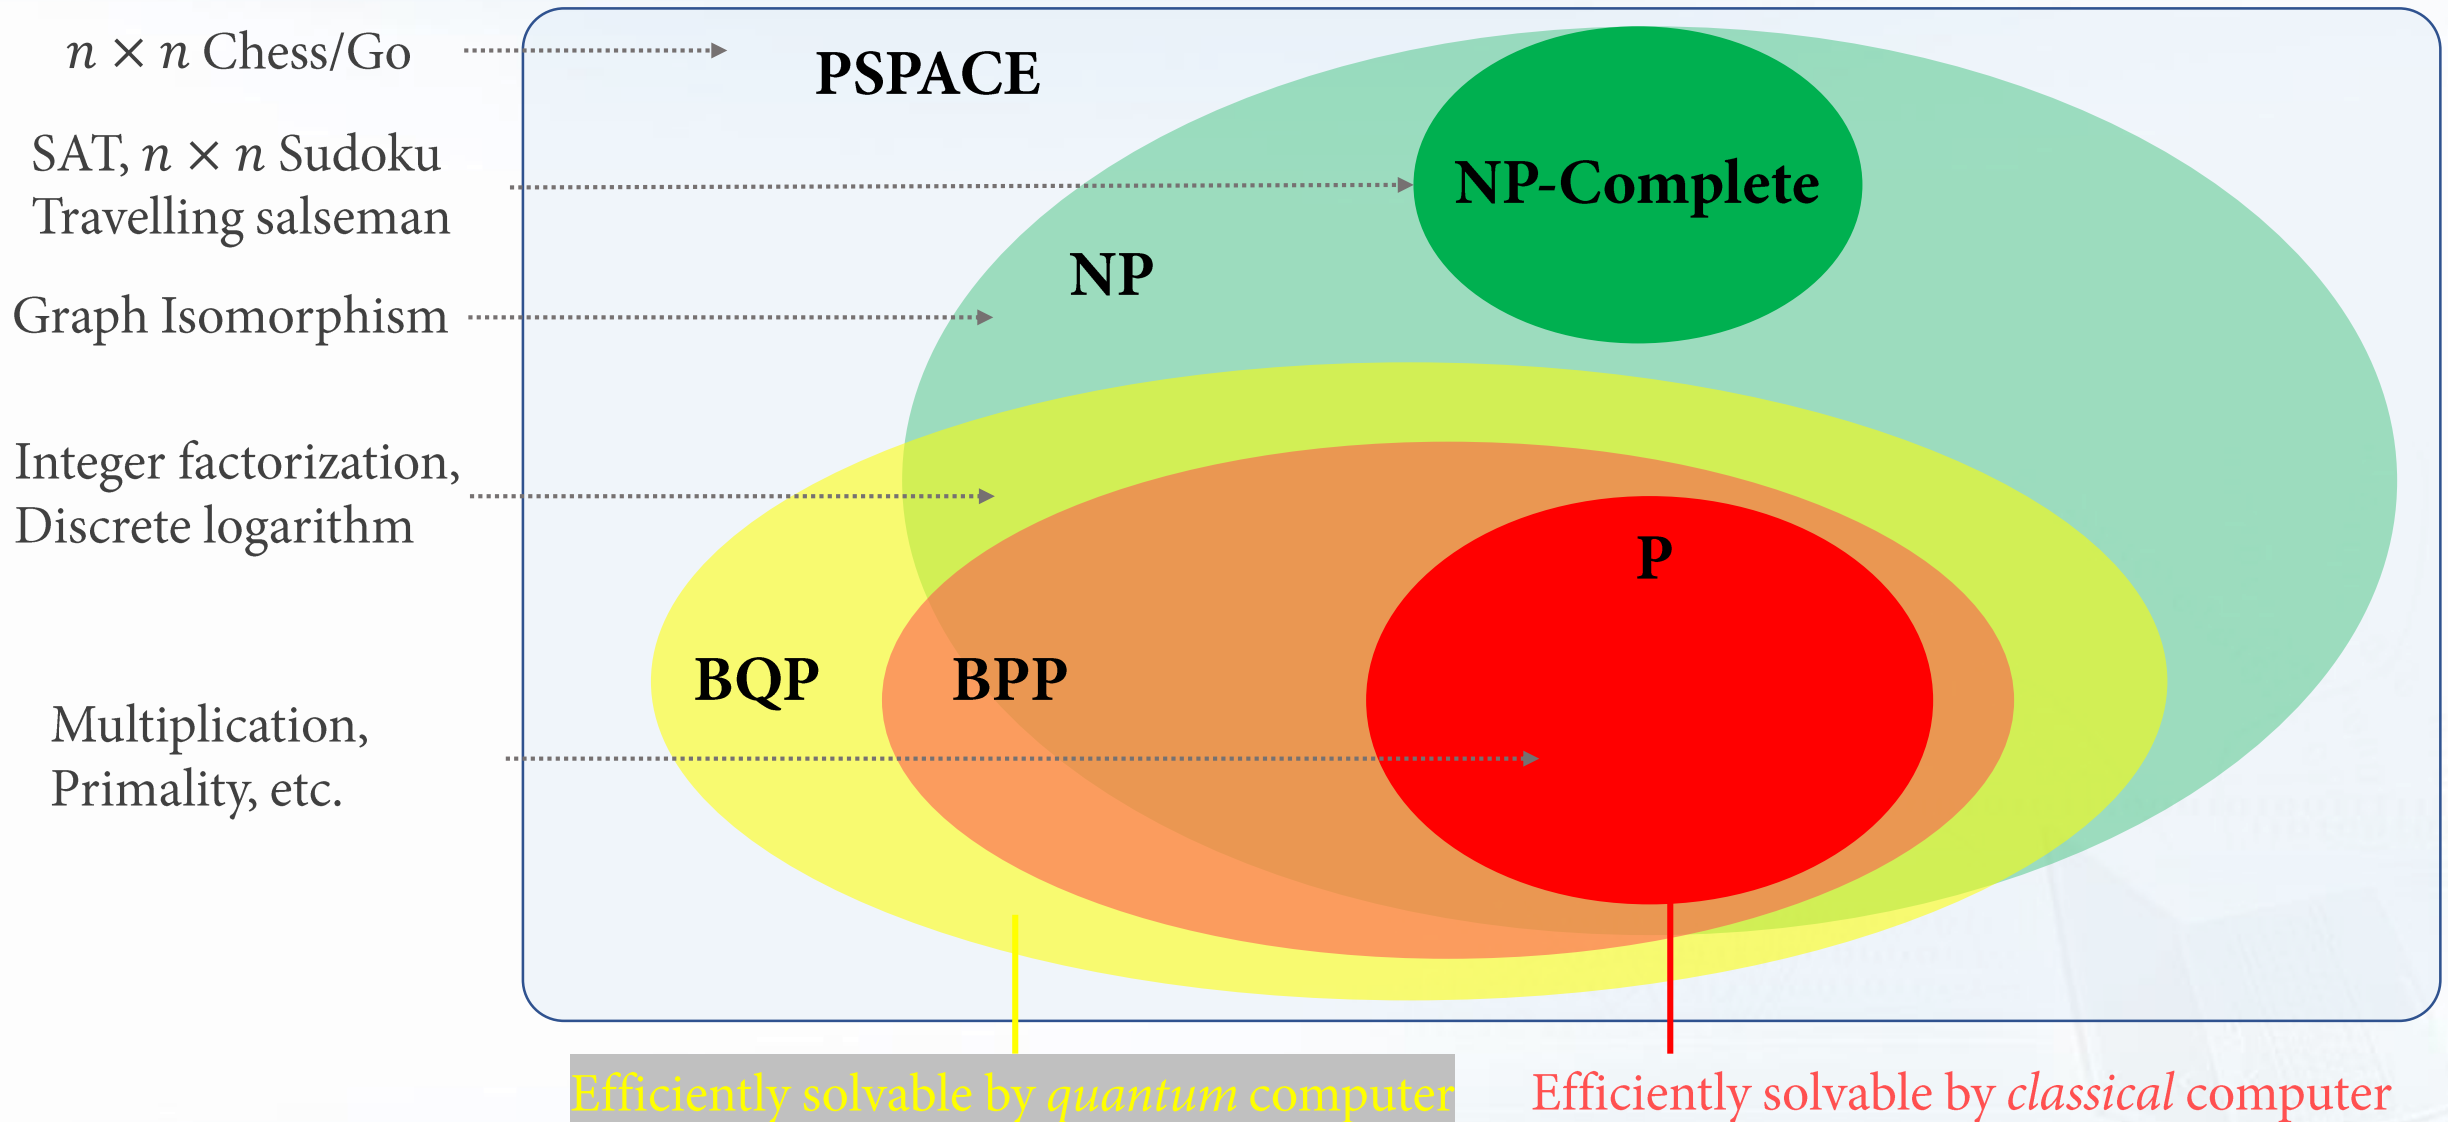 n × n Chess/Go
PSPACE
SAT, n × n Sudoku
Travelling salseman
NP-Complete
NP
Graph Isomorphism
Integer factorization,
Discrete logarithm
P
BQP
BPP
Multiplication,
Primality, etc.
Efficiently solvable by quantum computer
Efficiently solvable by classical computer